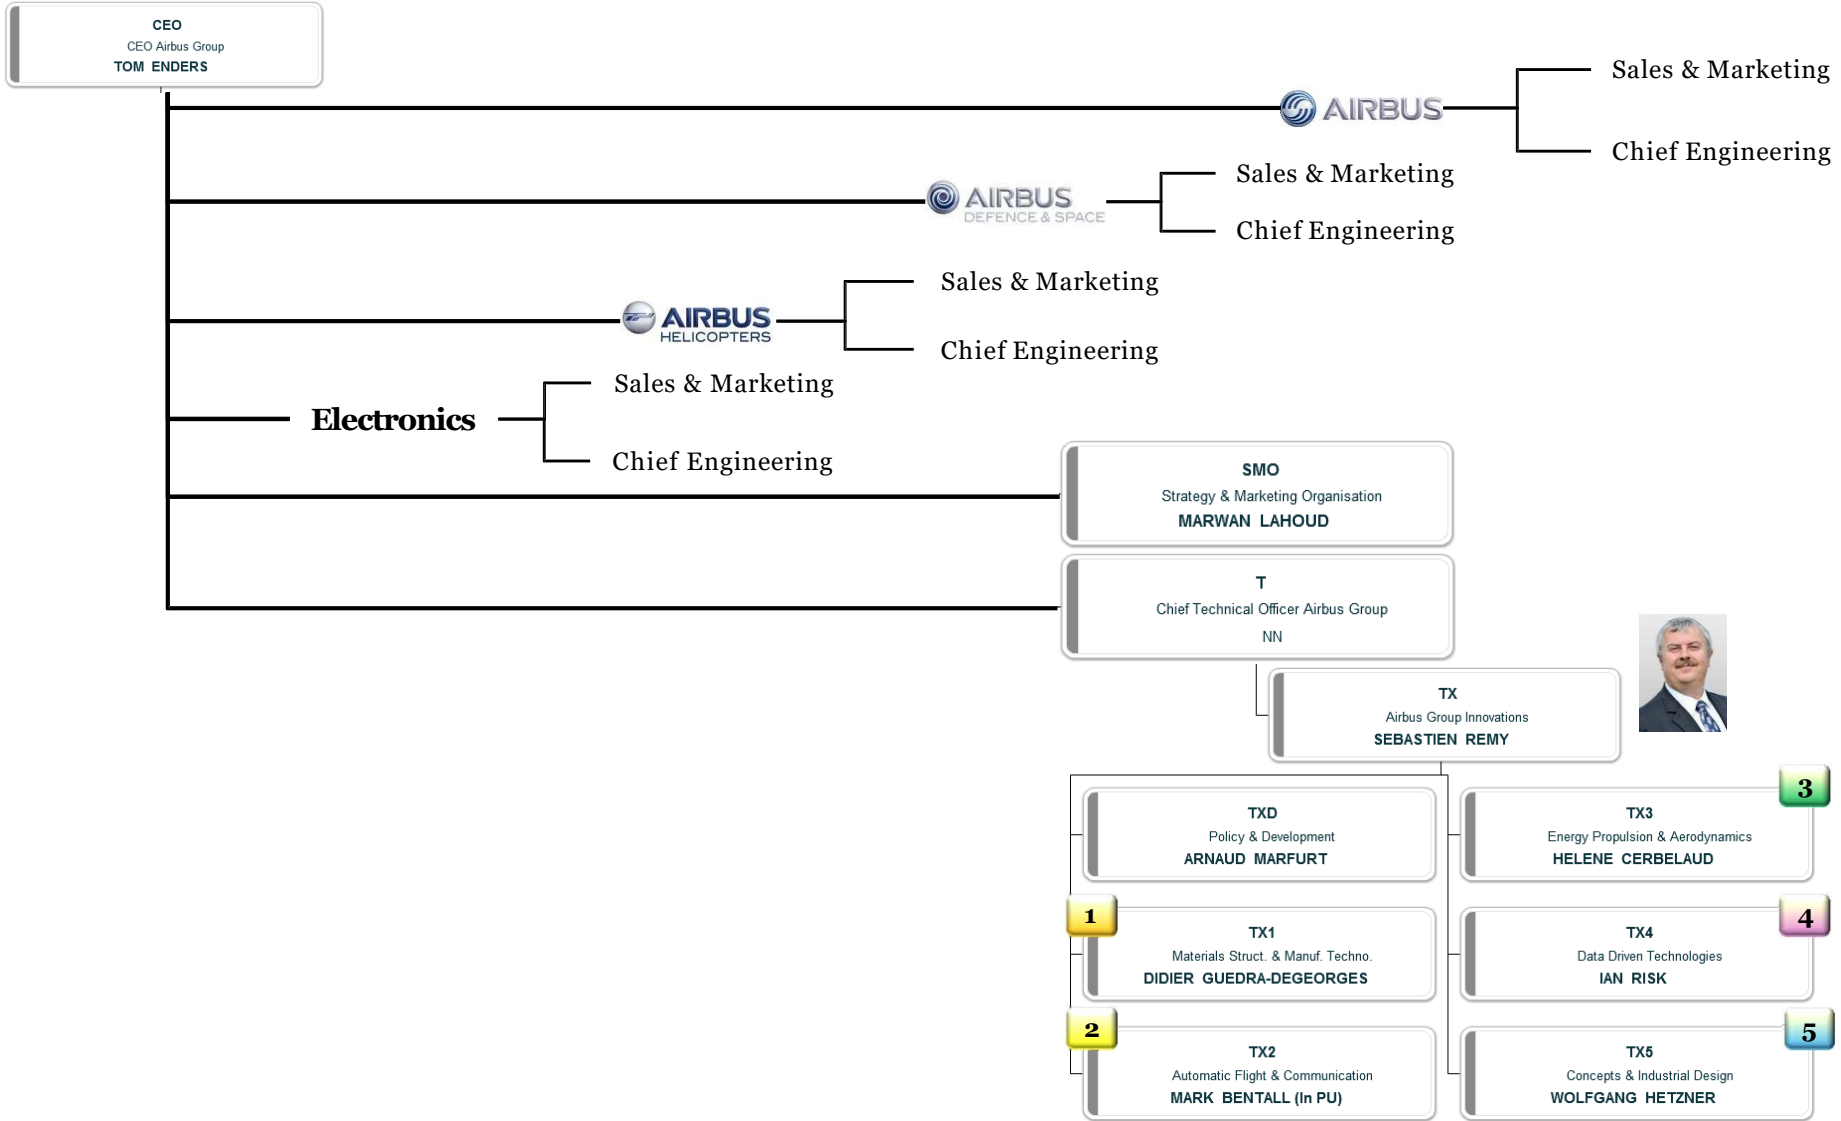 CEO
CEO Airbus Group
TOM ENDERS
Sales & Marketing
AIRBUS
Chief Engineering
Sales & Marketing
AIRBUS
DEFENCE & SPACE
Chief Engineering
Sales & Marketing
AIRBUS
HELICOPTERS
Chief Engineering
Sales & Marketing
Electronics
Chief Engineering
SMO
Strategy & Marketing Organisation
MARWAN LAHOUD
T
Chief Technical Officer Airbus Group
NN
TX
Airbus Group Innovations
SEBASTIEN REMY
TXD
Policy & Development
ARNAUD MARFURT
3
TX3
Energy Propulsion & Aerodynamics
HELENE CERBELAUD
1
TX1
Materials Struct. & Manuf. Techno.
DIDIER GUEDRA-DEGEORGES
4
TX4
Data Driven Technologies
IAN RISK
2
TX2
Automatic Flight & Communication
MARK BENTALL (In PU)
5
TX5
Concepts & Industrial Design
WOLFGANG HETZNER